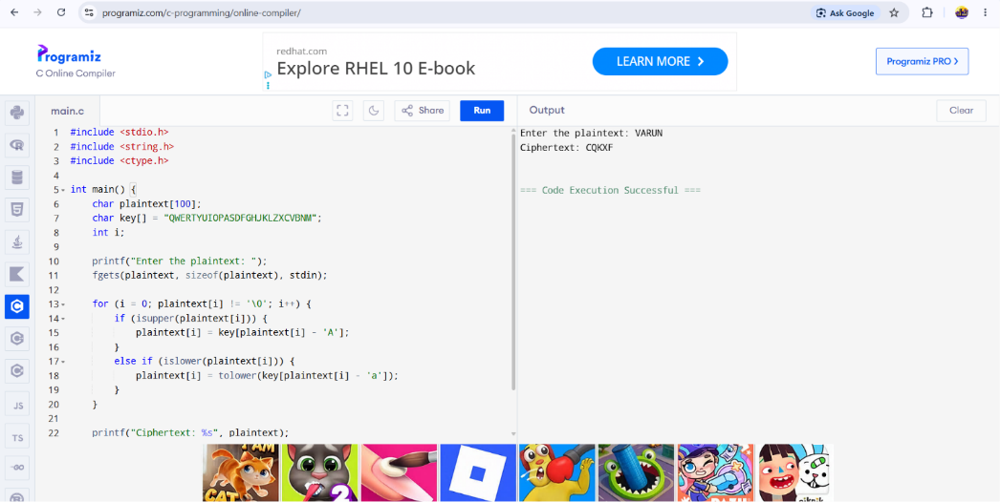 programiz.com/c-programming/online-compiler/
Ask Google
Programiz
C Online Compiler
redhat.com
Explore RHEL 10 E-book
LEARN MORE
Programiz PRO
main.c
Share
Run
Output
Clear
1 #include <stdio.h>
2 #include <string.h>
3 #include <ctype.h>
4
5 int main() {
6 char plaintext[100];
7 char key[] = "QWERTYUIOPASDFGHJKLZXCVBNM";
8 int i;
9
10 printf("Enter the plaintext: ");
11 fgets(plaintext, sizeof(plaintext), stdin);
12
13 for (i = 0; plaintext[i] != '\0'; i++) {
14 if (isupper(plaintext[i])) {
15 plaintext[i] = key[plaintext[i] - 'A'];
16 }
17 else if (islower(plaintext[i])) {
18 plaintext[i] = tolower(key[plaintext[i] - 'a']);
19 }
20 }
21
22 printf("Ciphertext: %s", plaintext);
Enter the plaintext: VARUN
Ciphertext: CQKXF
=== Code Execution Successful ===
JS
TS
GO
CAT
2